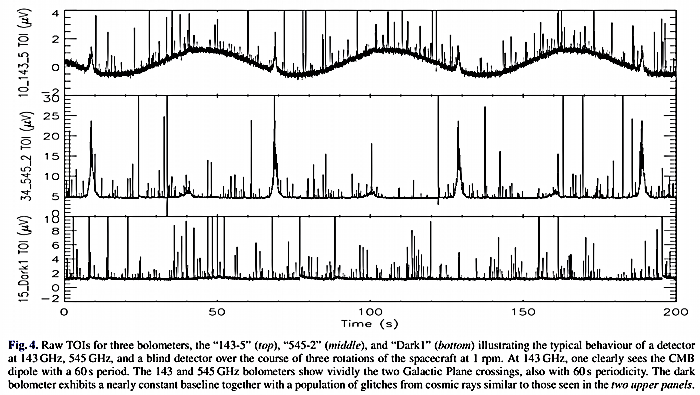 10_143_5 TOI (μV)
4
2
0
-2
34_545_2 TOI (μV)
30
25
20
15
10
5
0
15_Dark1 TOI (μV)
10
8
6
4
2
0
-2
0 50 100 150 200
Time (s)
Fig. 4. Raw TOIs for three bolometers, the “143-5” (top), “545-2” (middle), and “Dark1” (bottom) illustrating the typical behaviour of a detector
at 143 GHz, 545 GHz, and a blind detector over the course of three rotations of the spacecraft at 1 rpm. At 143 GHz, one clearly sees the CMB
dipole with a 60 s period. The 143 and 545 GHz bolometers show vividly the two Galactic Plane crossings, also with 60 s periodicity. The dark
bolometer exhibits a nearly constant baseline together with a population of glitches from cosmic rays similar to those seen in the two upper panels.